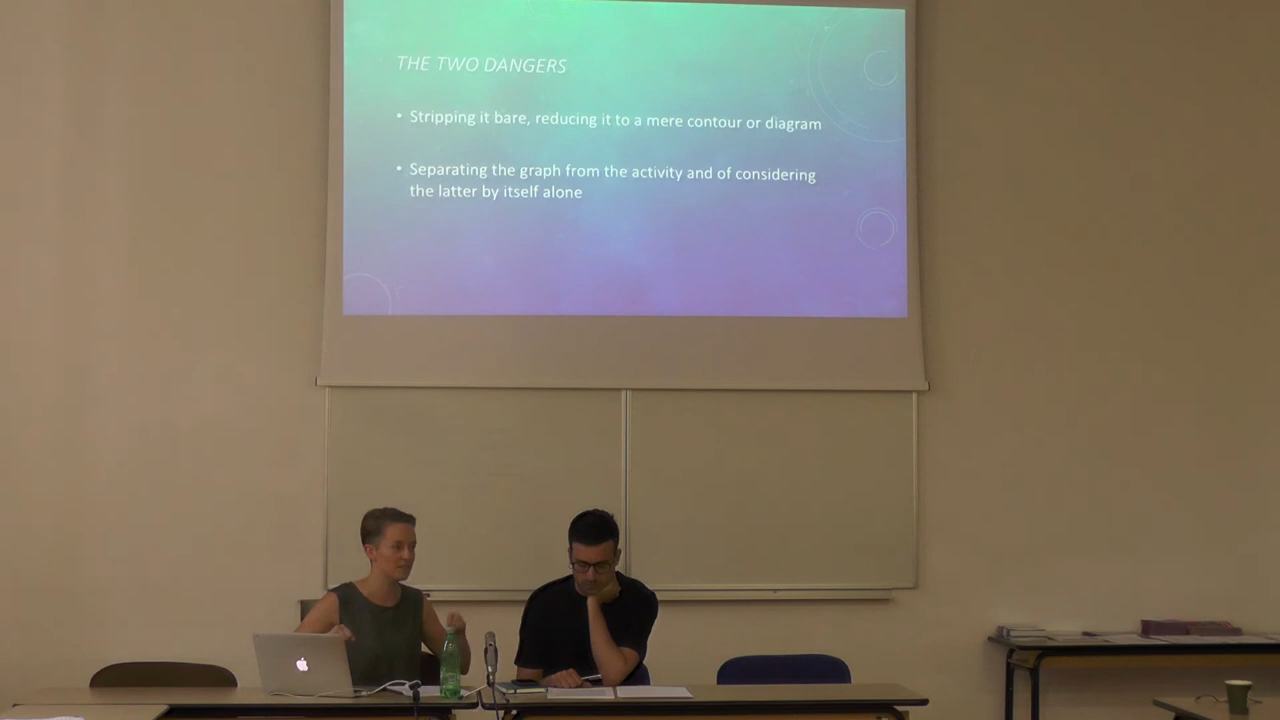 THE TWO DANGERS
• Stripping it bare, reducing it to a mere contour or diagram
• Separating the graph from the activity and of considering
the latter by itself alone